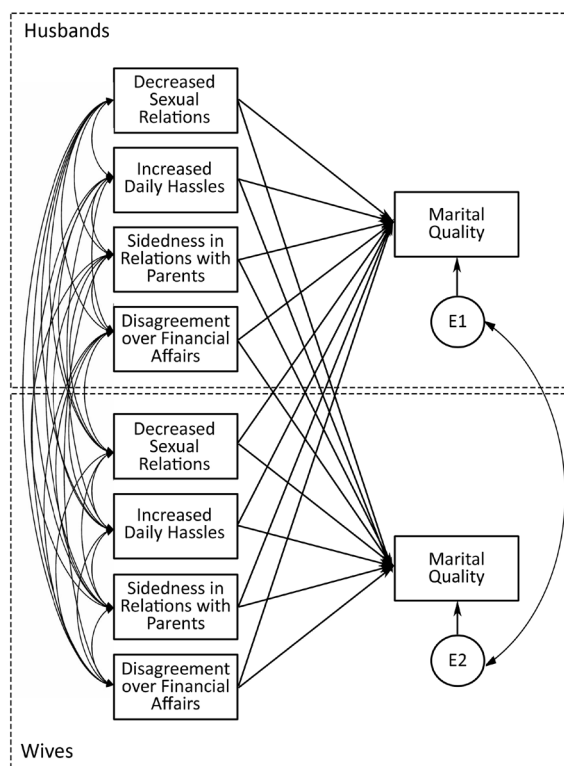 Husbands
Decreased
Sexual
Relations
Increased
Daily Hassles
Sidedness in
Relations with
Parents
Disagreement
over Financial
Affairs
Marital
Quality
E1
Decreased
Sexual
Relations
Increased
Daily Hassles
Sidedness in
Relations with
Parents
Disagreement
over Financial
Affairs
Marital
Quality
E2
Wives